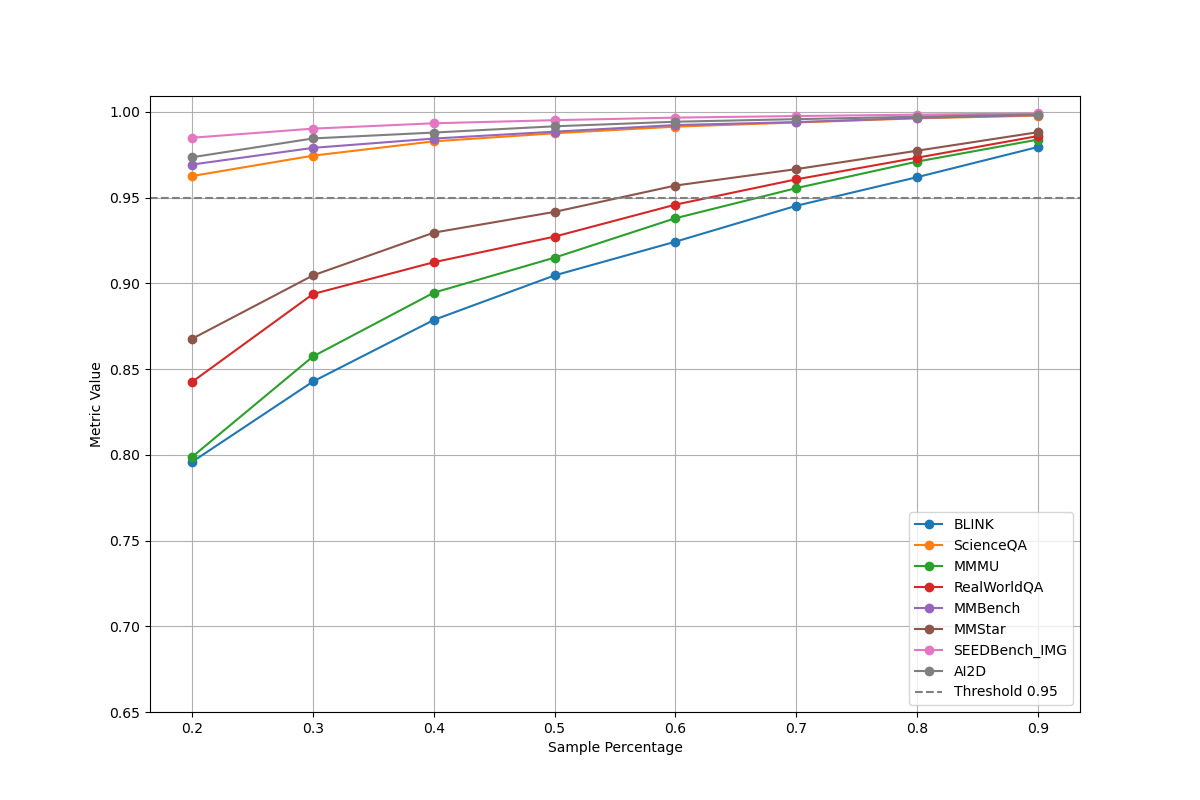 1.00
0.95
0.90
0.85
0.80
0.75
0.70
0.65
Metric Value
0.2 0.3 0.4 0.5 0.6 0.7 0.8 0.9
Sample Percentage
BLINK
ScienceQA
MMMU
RealWorldQA
MMBench
MMStar
SEEDBench_IMG
AI2D
Threshold 0.95